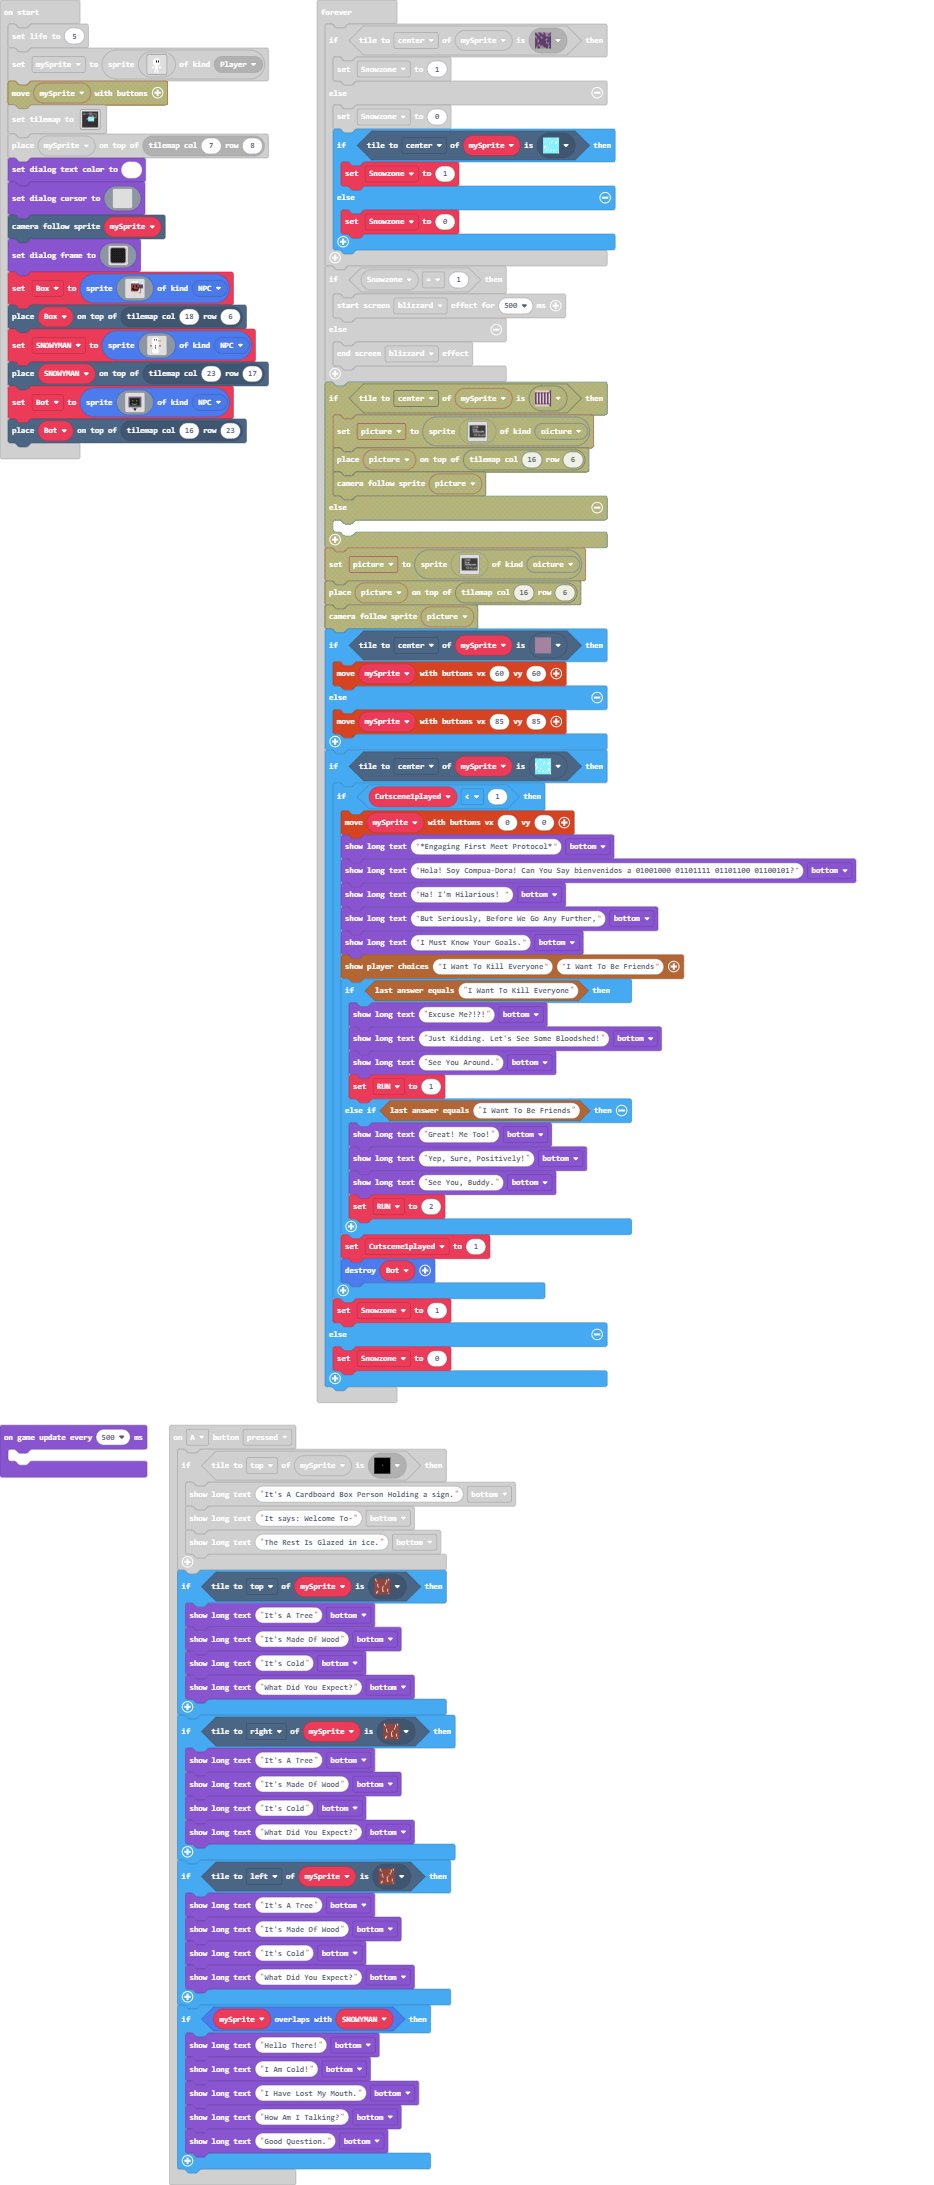 on start
set life to 5
set mySprite to sprite of kind Player
move mySprite with buttons
set tilemap to
place mySprite on top of tilemap col 7 row 8
set dialog text color to
set dialog cursor to
camera follow sprite mySprite
set dialog frame to
set Box to sprite of kind NPC
place Box on top of tilemap col 18 row 6
set SNOWYMAN to sprite of kind NPC
place SNOWYMAN on top of tilemap col 23 row 17
set Bot to sprite of kind NPC
place Bot on top of tilemap col 16 row 23
forever
if tile to center of mySprite is then
set Snowzone to 1
else
set Snowzone to 0
if tile to center of mySprite is then
set Snowzone to 1
else
set Snowzone to 0
if Snowzone = 1 then
start screen blizzard effect for 500 ms
else
end screen blizzard effect
if tile to center of mySprite is then
set picture to sprite of kind oicture
place picture on top of tilemap col 16 row 6
camera follow sprite picture
else
set picture to sprite of kind oicture
place picture on top of tilemap col 16 row 6
camera follow sprite picture
if tile to center of mySprite is then
move mySprite with buttons vx 60 vy 60
else
move mySprite with buttons vx 85 vy 85
if tile to center of mySprite is then
if Cutscene1played < 1 then
move mySprite with buttons vx 0 vy 0
show long text "*Engaging First Meet Protocol*" bottom
show long text "Hola! Soy Compua-Dora! Can You Say bienvenidos a 01001000 01101111 01101100 01100101?" bottom
show long text "Ha! I'm Hilarious! " bottom
show long text "But Seriously, Before We Go Any Further," bottom
show long text "I Must Know Your Goals." bottom
show player choices "I Want To Kill Everyone" "I Want To Be Friends"
if last answer equals "I Want To Kill Everyone" then
show long text "Excuse Me?!?!" bottom
show long text "Just Kidding. Let's See Some Bloodshed!" bottom
show long text "See You Around." bottom
set RUN to 1
else if last answer equals "I Want To Be Friends" then
show long text "Great! Me Too!" bottom
show long text "Yep, Sure, Positively!" bottom
show long text "See You, Buddy." bottom
set RUN to 2
set Cutscene1played to 1
destroy Bot
set Snowzone to 1
else
set Snowzone to 0
on game update every 500 ms
on A button pressed
if tile to top of mySprite is then
show long text "It's A Cardboard Box Person Holding a sign." bottom
show long text "It says: Welcome To-" bottom
show long text "The Rest Is Glazed in ice." bottom
if tile to top of mySprite is then
show long text "It's A Tree" bottom
show long text "It's Made Of Wood" bottom
show long text "It's Cold" bottom
show long text "What Did You Expect?" bottom
if tile to right of mySprite is then
show long text "It's A Tree" bottom
show long text "It's Made Of Wood" bottom
show long text "It's Cold" bottom
show long text "What Did You Expect?" bottom
if tile to left of mySprite is then
show long text "It's A Tree" bottom
show long text "It's Made Of Wood" bottom
show long text "It's Cold" bottom
show long text "What Did You Expect?" bottom
if mySprite overlaps with SNOWYMAN then
show long text "Hello There!" bottom
show long text "I Am Cold!" bottom
show long text "I Have Lost My Mouth." bottom
show long text "How Am I Talking?" bottom
show long text "Good Question." bottom